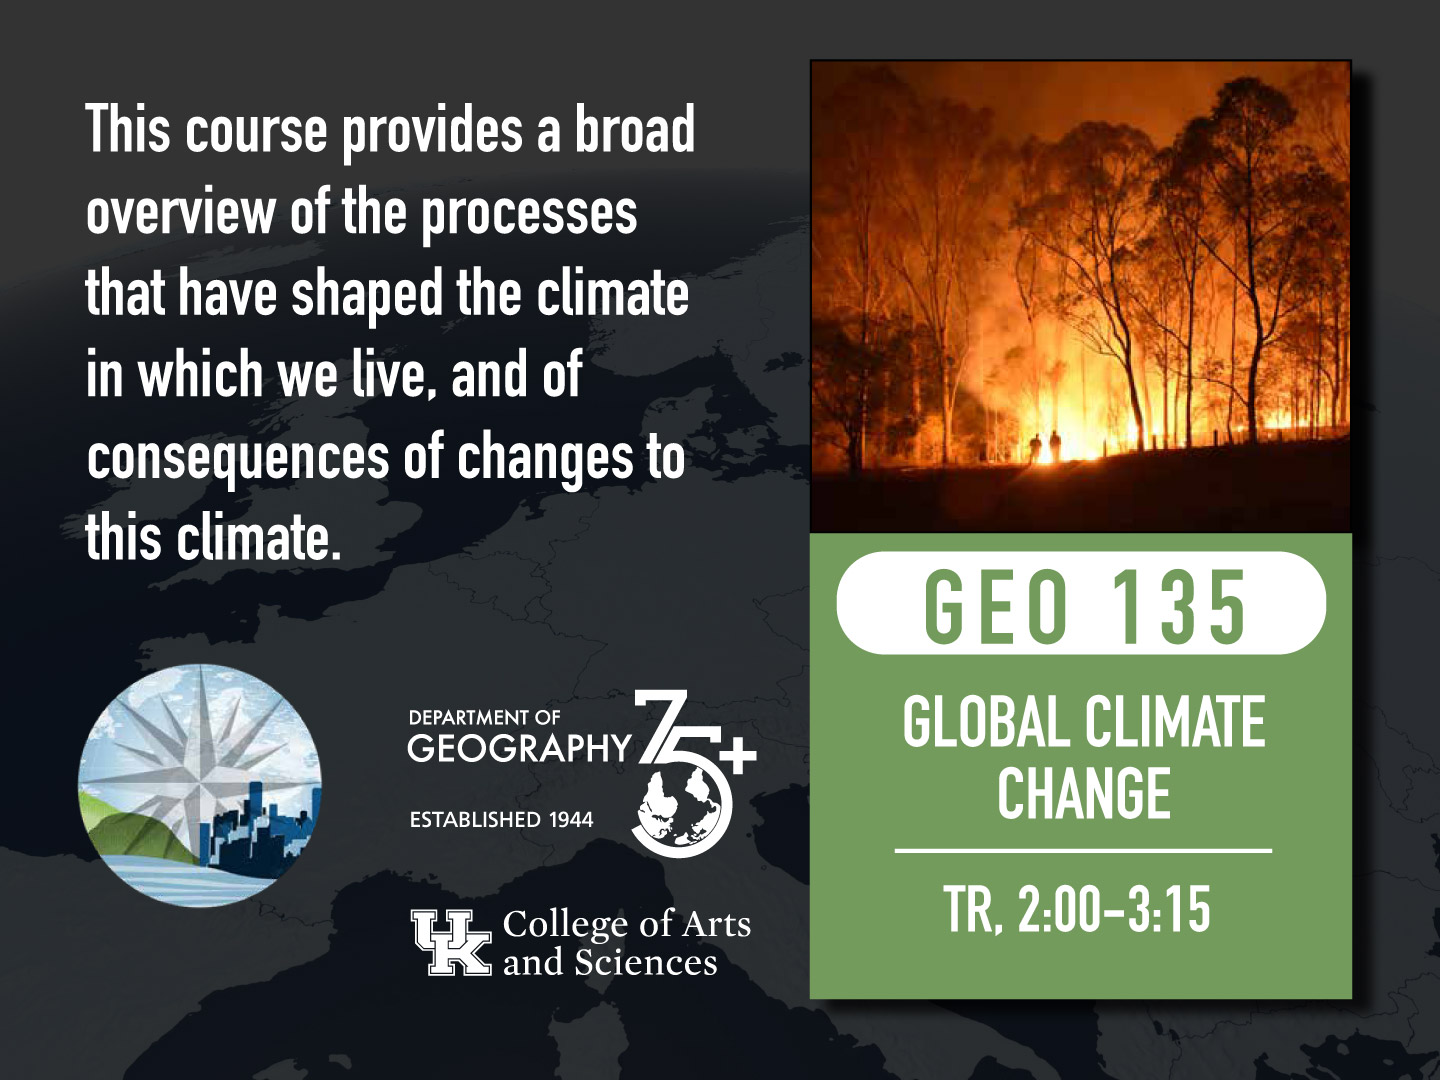 This course provides a broad
overview of the processes
that have shaped the climate
in which we live, and of
consequences of changes to
this climate.
DEPARTMENT OF
GEOGRAPHY
75+
ESTABLISHED 1944
UK
College of Arts
and Sciences
GEO 135
GLOBAL CLIMATE
CHANGE
TR, 2:00–3:15